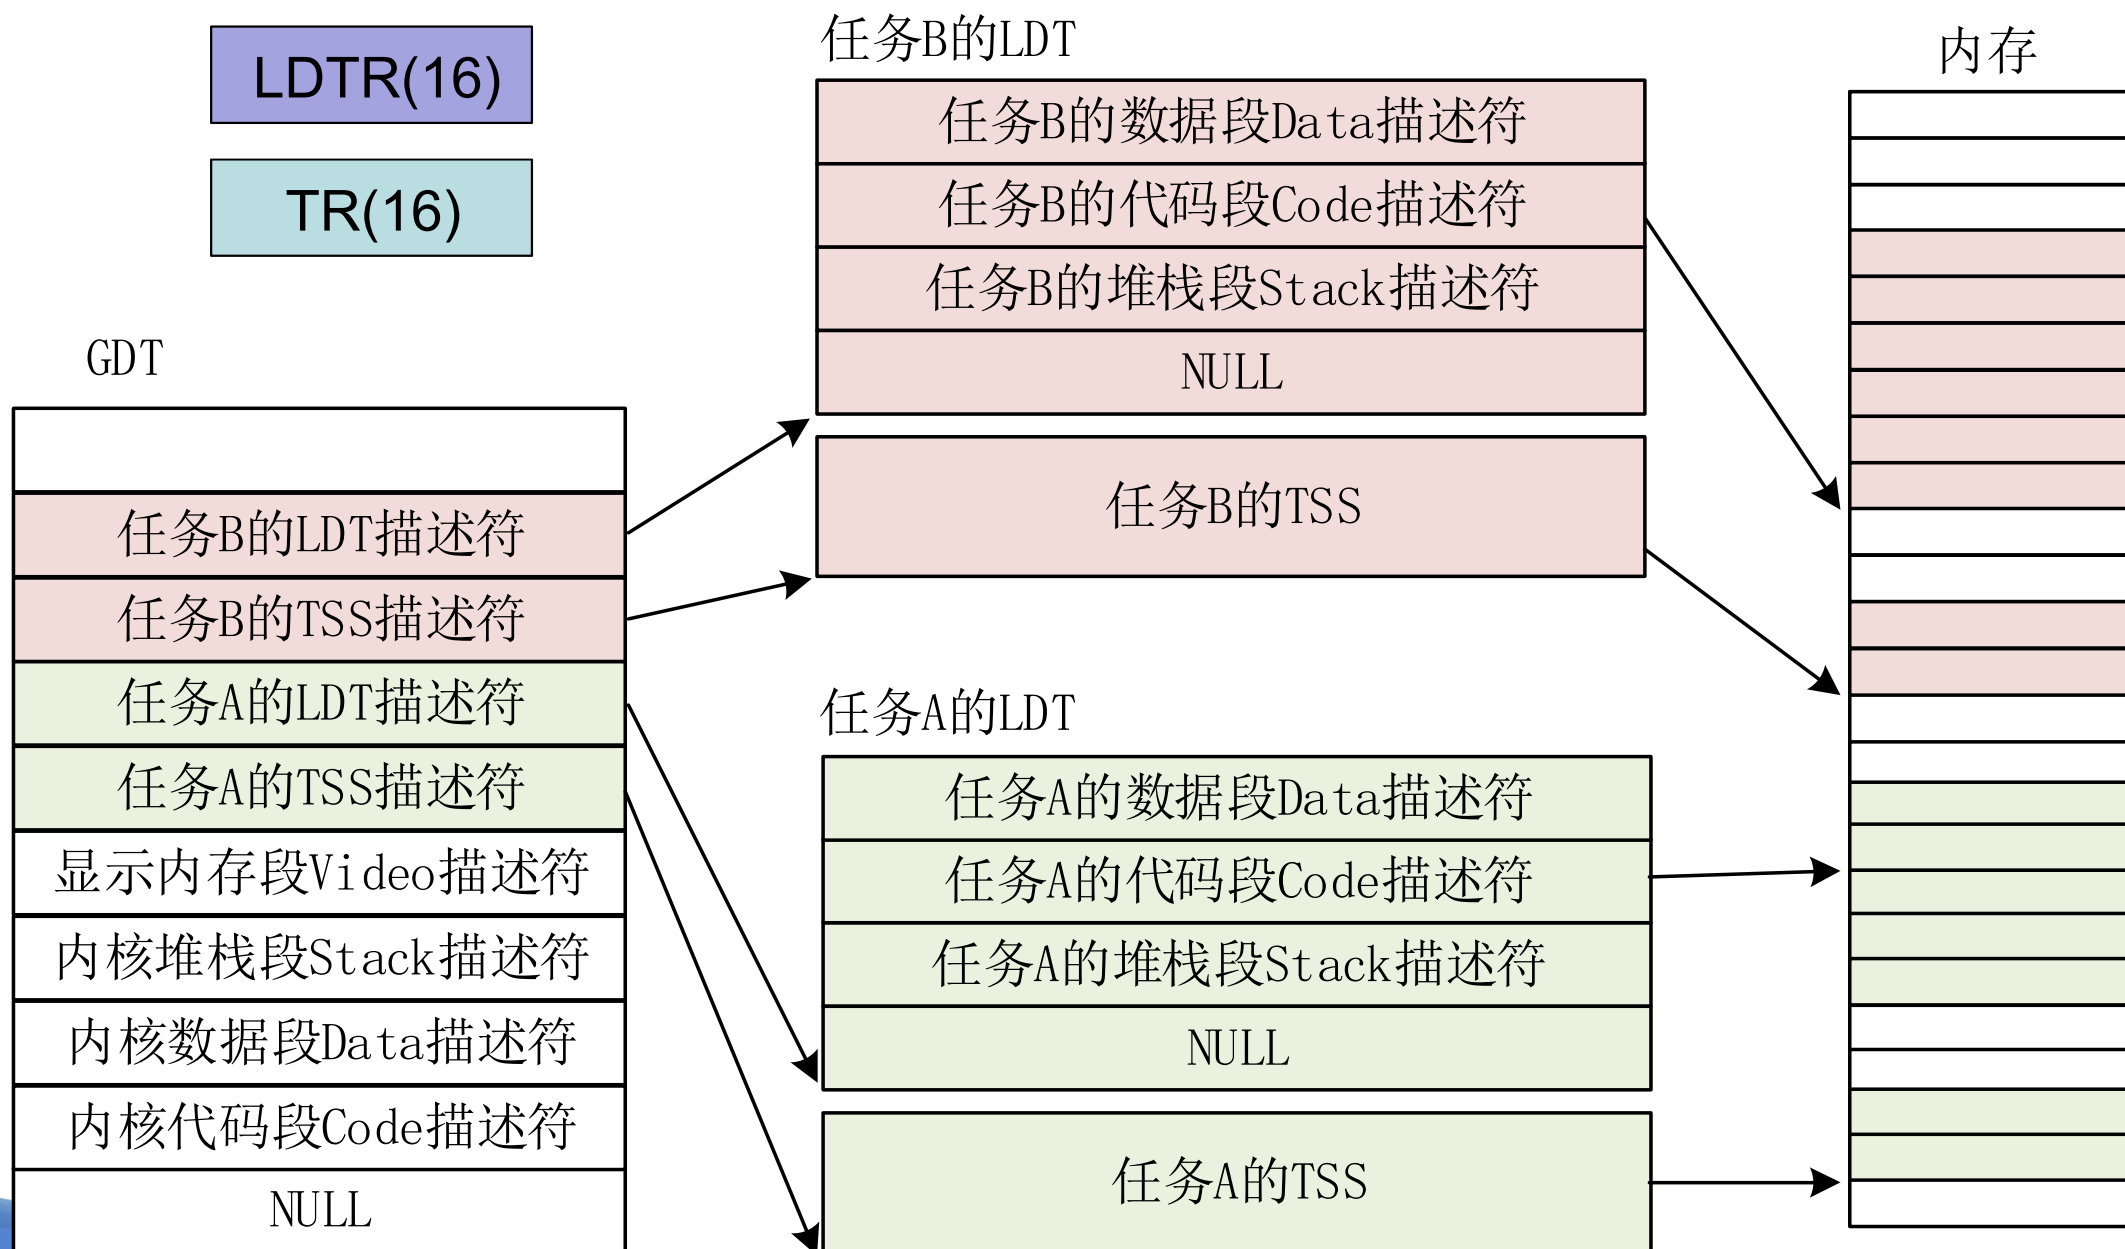 LDTR(16)
TR(16)
GDT
任务B的LDT描述符
任务B的TSS描述符
任务A的LDT描述符
任务A的TSS描述符
显示内存段Video描述符
内核堆栈段Stack描述符
内核数据段Data描述符
内核代码段Code描述符
NULL
任务B的LDT
任务B的数据段Data描述符
任务B的代码段Code描述符
任务B的堆栈段Stack描述符
NULL
任务B的TSS
任务A的LDT
任务A的数据段Data描述符
任务A的代码段Code描述符
任务A的堆栈段Stack描述符
NULL
任务A的TSS
内存